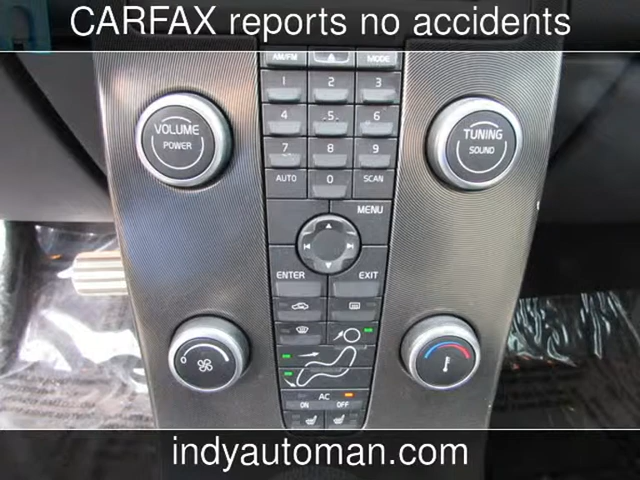 CARFAX reports no accidents
AM/FM MODE
1 2 3
4 5 6
7 8 9
AUTO 0 SCAN
VOLUME
POWER
TUNING
SOUND
MENU
ENTER EXIT
0
AC
ON OFF
indyautoman.com